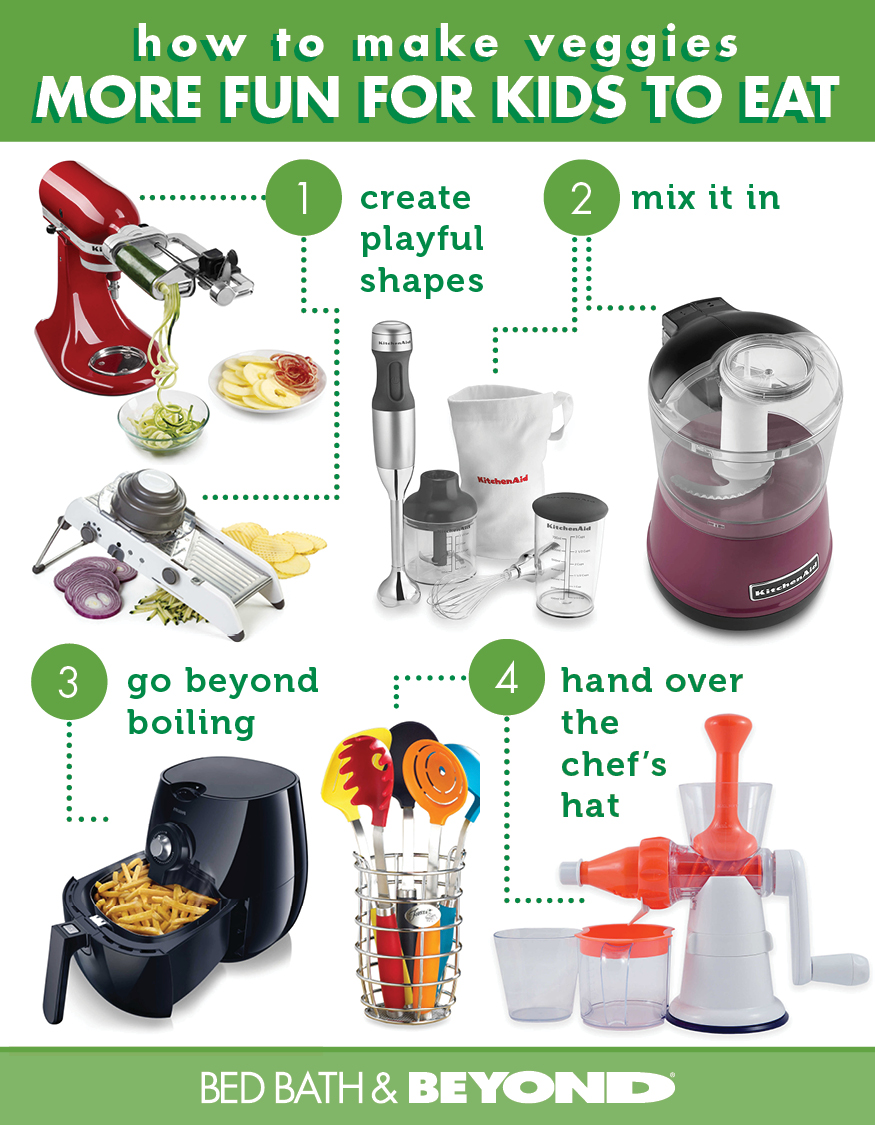 how to make veggies
MORE FUN FOR KIDS TO EAT
1
create
playful
shapes
2
mix it in
KitchenAid
KitchenAid
KitchenAid
KitchenAid
3
go beyond
boiling
4
hand over
the
chef's
hat
BED BATH & BEYOND®